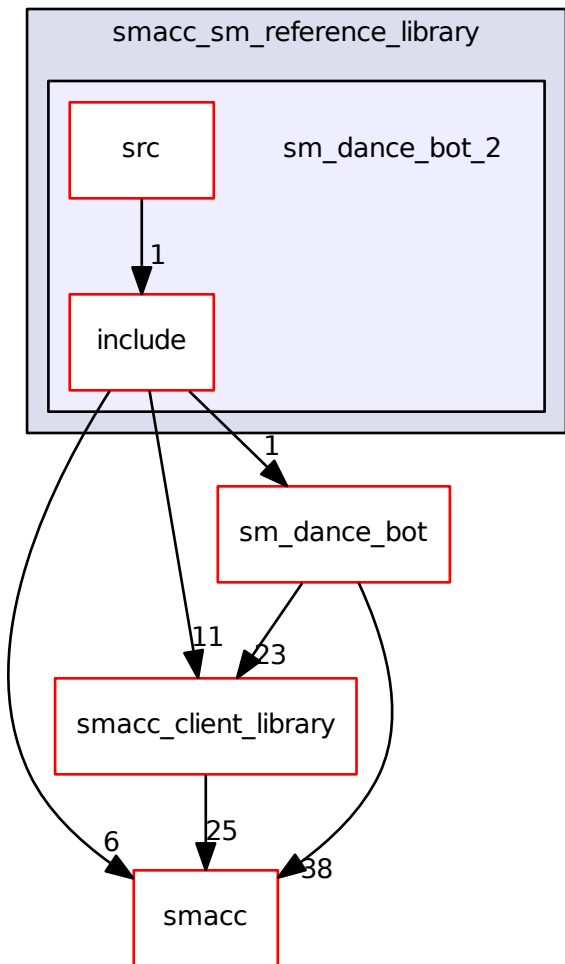 smacc_sm_reference_library
src
sm_dance_bot_2
1
include
1
sm_dance_bot
11
23
smacc_client_library
6
25
38
smacc